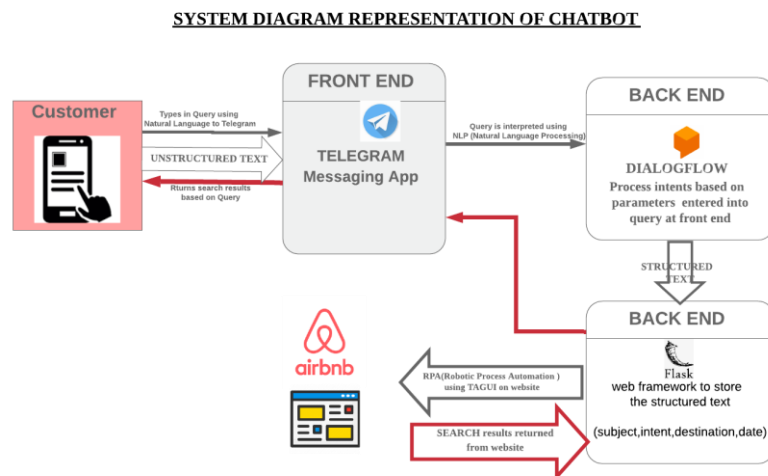 SYSTEM DIAGRAM REPRESENTATION OF CHATBOT
Customer
Types in Query using
Natural Language to Telegram
UNSTRUCTURED TEXT
Rturns search results
based on Query
FRONT END
TELEGRAM
Messaging App
Query is interpreted using
NLP (Natural Language Processing)
BACK END
DIALOGFLOW
Process intents based on
parameters entered into
query at front end
STRUCTURED
TEXT
BACK END
Flask
web framework to store
the structured text
(subject,intent,destination,date)
airbnb
RPA(Robotic Process Automation )
using TAGUI on website
SEARCH results returned
from website